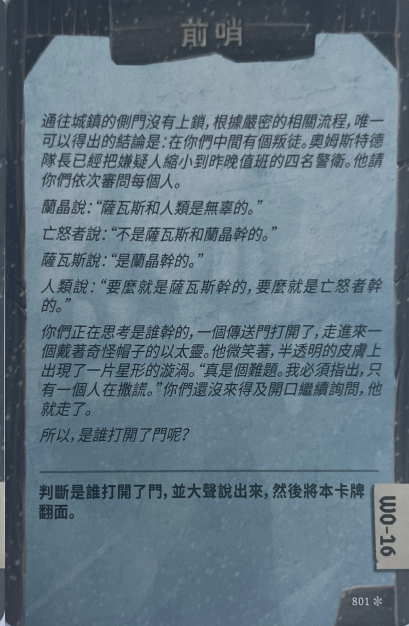 前哨
通往城鎮的側門沒有上鎖，根據嚴密的相關流程，唯一
可以得出的結論是：在你們中間有個叛徒。奧姆斯特德
隊長已經把嫌疑人縮小到昨晚值班的四名警衛。他請
你們依次審問每個人。
蘭晶說：“薩瓦斯和人類是無辜的。”
亡怒者說：“不是薩瓦斯和蘭晶幹的。”
薩瓦斯說：“是蘭晶幹的。”
人類說：“要麼就是薩瓦斯幹的，要麼就是亡怒者幹
的。”
你們正在思考是誰幹的，一個傳送門打開了，走進來一
個戴著奇怪帽子的以太靈。他微笑著，半透明的皮膚上
出現了一片星形的漩渦。“真是個難題。我必須指出，只
有一個人在撒謊。”你們還沒來得及開口繼續詢問，他
就走了。
所以，是誰打開了門呢？
判斷是誰打開了門，並大聲說出來，然後將本卡牌
翻面。
WO-16
801